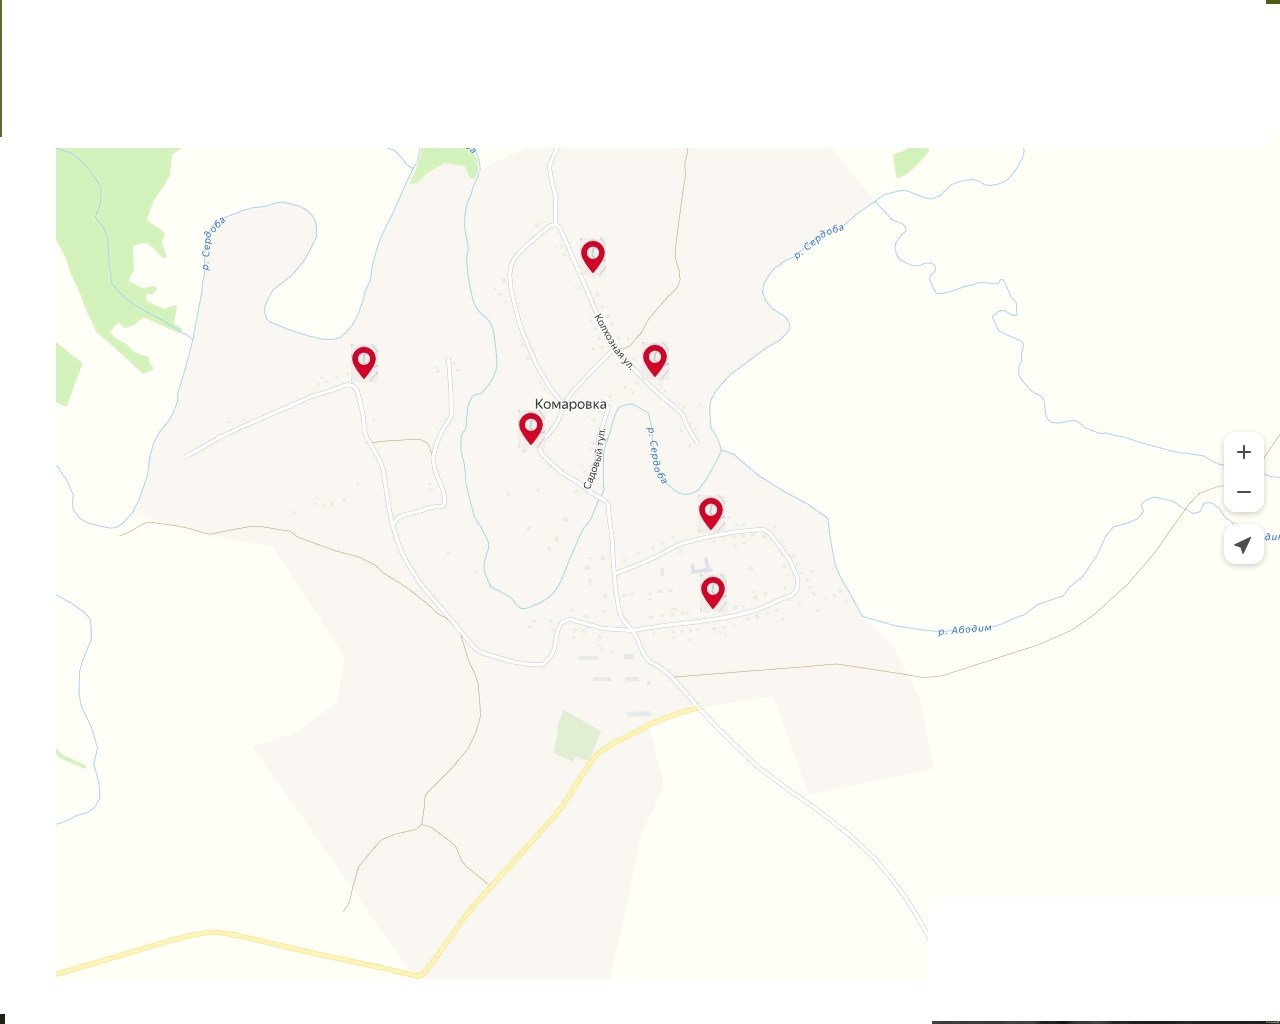 р. Сердоба
р. Сердоба
Колхозная ул.
Комаровка
Садовый туп.
р. Сердоба
р. Абодим
+
−